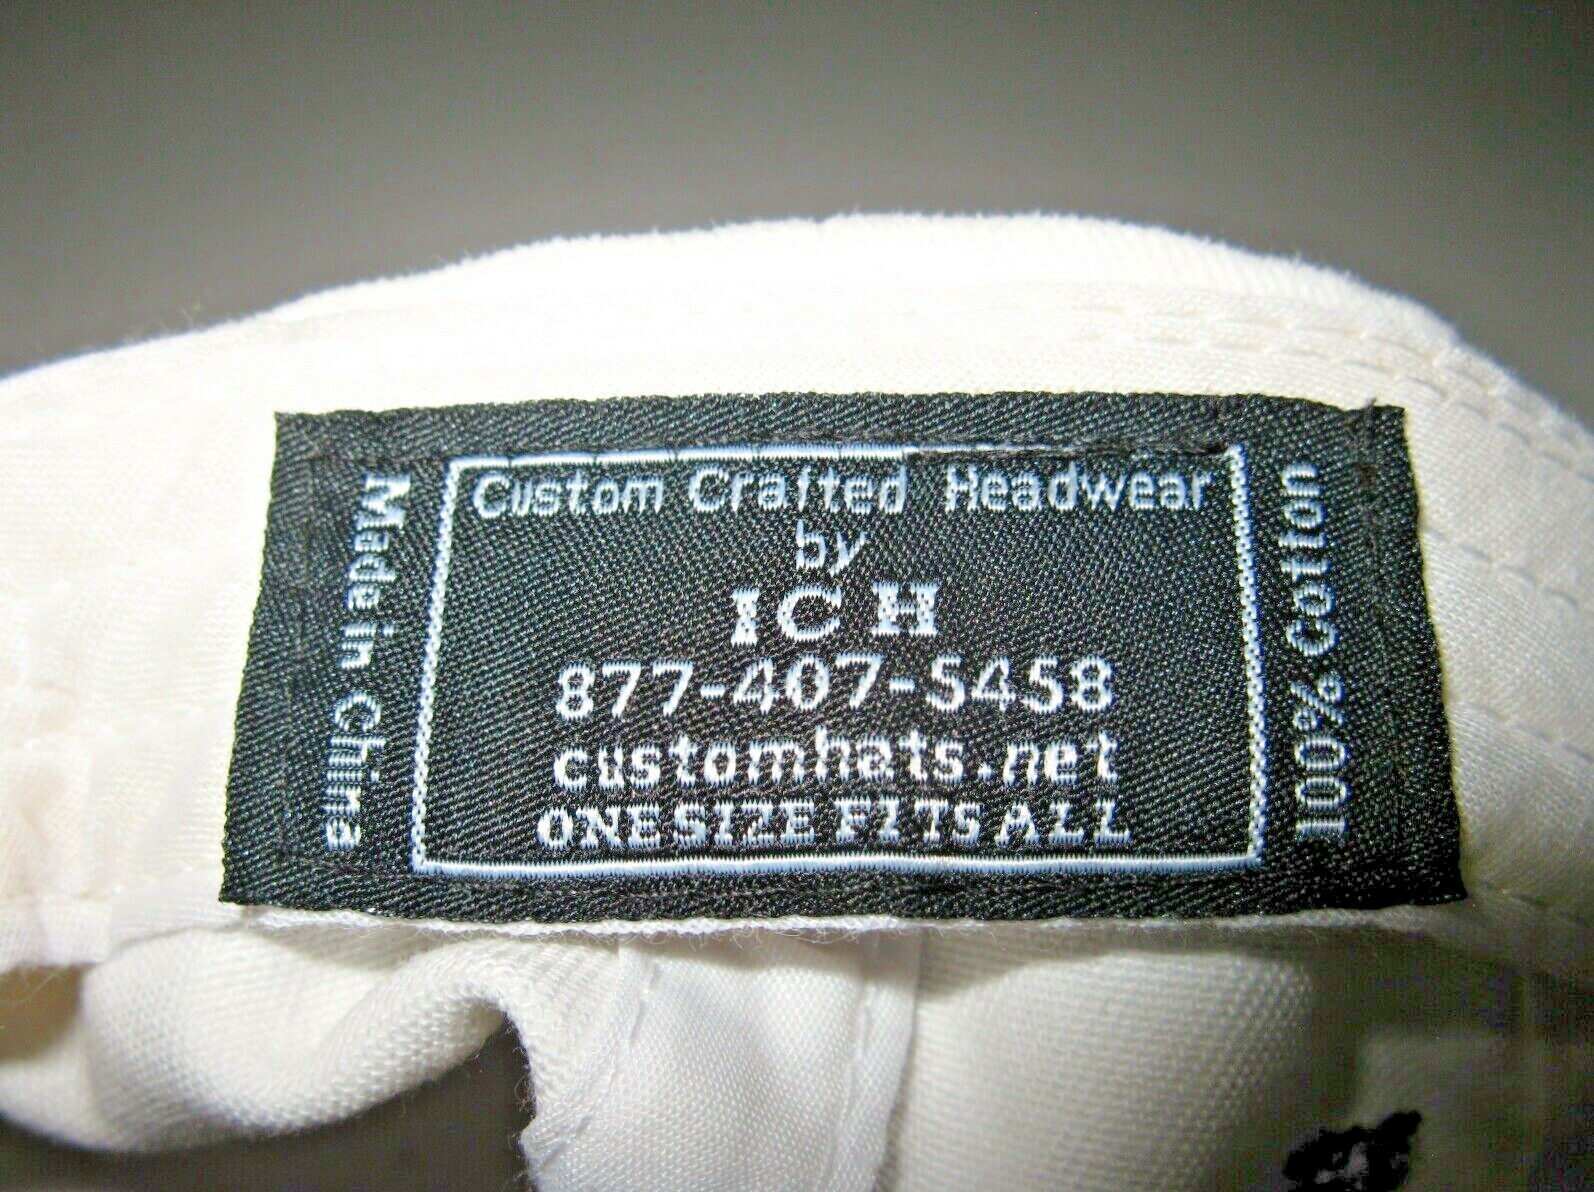 Made in China
Custom Crafted Headwear
by
ICH
877-407-5458
customhats.net
ONE SIZE FITS ALL
100% Cotton